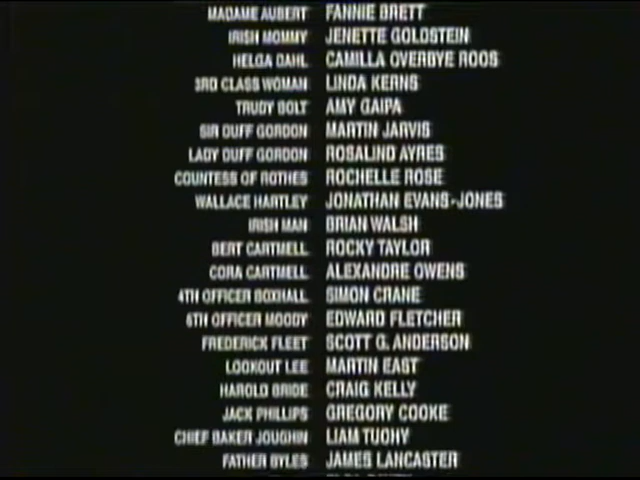 MADAME AUBERT FANNIE BRETT
IRISH MOMMY JENETTE GOLDSTEIN
HELGA DAHL CAMILLA OVERBYE ROOS
3RD CLASS WOMAN LINDA KERNS
TRUDY BOLT AMY GAIPA
SIR DUFF GORDON MARTIN JARVIS
LADY DUFF GORDON ROSALIND AYRES
COUNTESS OF ROTHES ROCHELLE ROSE
WALLACE HARTLEY JONATHAN EVANS-JONES
IRISH MAN BRIAN WALSH
BERT CARTMELL ROCKY TAYLOR
CORA CARTMELL ALEXANDRE OWENS
4TH OFFICER BOXHALL SIMON CRANE
6TH OFFICER MOODY EDWARD FLETCHER
FREDERICK FLEET SCOTT G. ANDERSON
LOOKOUT LEE MARTIN EAST
HAROLD BRIDE CRAIG KELLY
JACK PHILLIPS GREGORY COOKE
CHIEF BAKER JOUGHIN LIAM TUOHY
FATHER BYLES JAMES LANCASTER